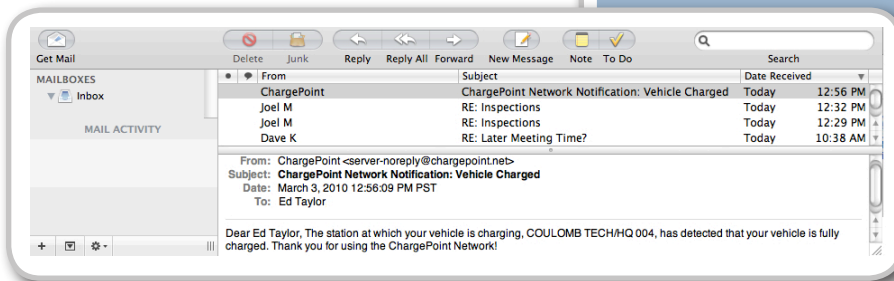 Get Mail Delete Junk Reply Reply All Forward New Message Note To Do Search
MAILBOXES
Inbox
MAIL ACTIVITY
From Subject Date Received
ChargePoint ChargePoint Network Notification: Vehicle Charged Today 12:56 PM
Joel M RE: Inspections Today 12:32 PM
Joel M RE: Inspections Today 12:29 PM
Dave K RE: Later Meeting Time? Today 10:38 AM
From: ChargePoint <server-noreply@chargepoint.net>
Subject: ChargePoint Network Notification: Vehicle Charged
Date: March 3, 2010 12:56:09 PM PST
To: Ed Taylor
Dear Ed Taylor, The station at which your vehicle is charging, COULOMB TECH/HQ 004, has detected that your vehicle is fully
charged. Thank you for using the ChargePoint Network!